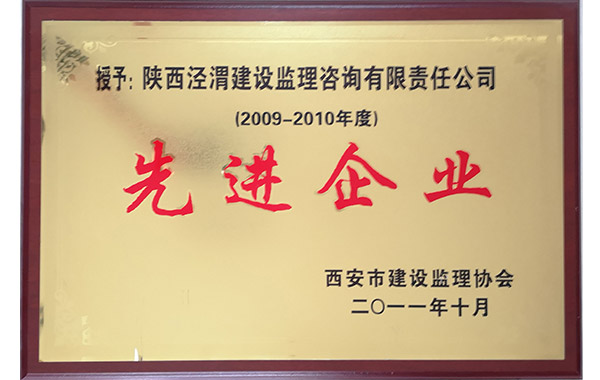 授予：陕西泾渭建设监理咨询有限责任公司
(2009-2010年度)
先进企业
西安市建设监理协会
二〇一一年十月